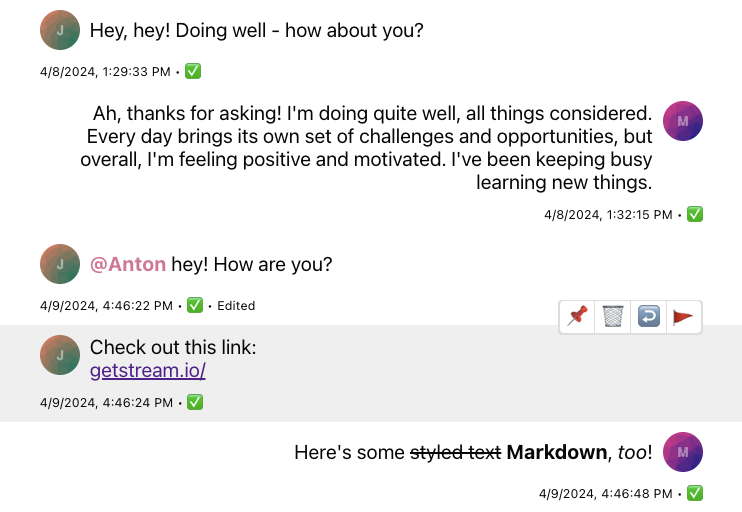 J
Hey, hey! Doing well - how about you?
4/8/2024, 1:29:33 PM • ✅
Ah, thanks for asking! I'm doing quite well, all things considered.
M
Every day brings its own set of challenges and opportunities, but
overall, I'm feeling positive and motivated. I've been keeping busy
learning new things.
4/8/2024, 1:32:15 PM • ✅
J
@Anton hey! How are you?
4/9/2024, 4:46:22 PM • ✅ • Edited
J
Check out this link:
getstream.io/
4/9/2024, 4:46:24 PM • ✅
Here's some styled text Markdown, too!
M
4/9/2024, 4:46:48 PM • ✅